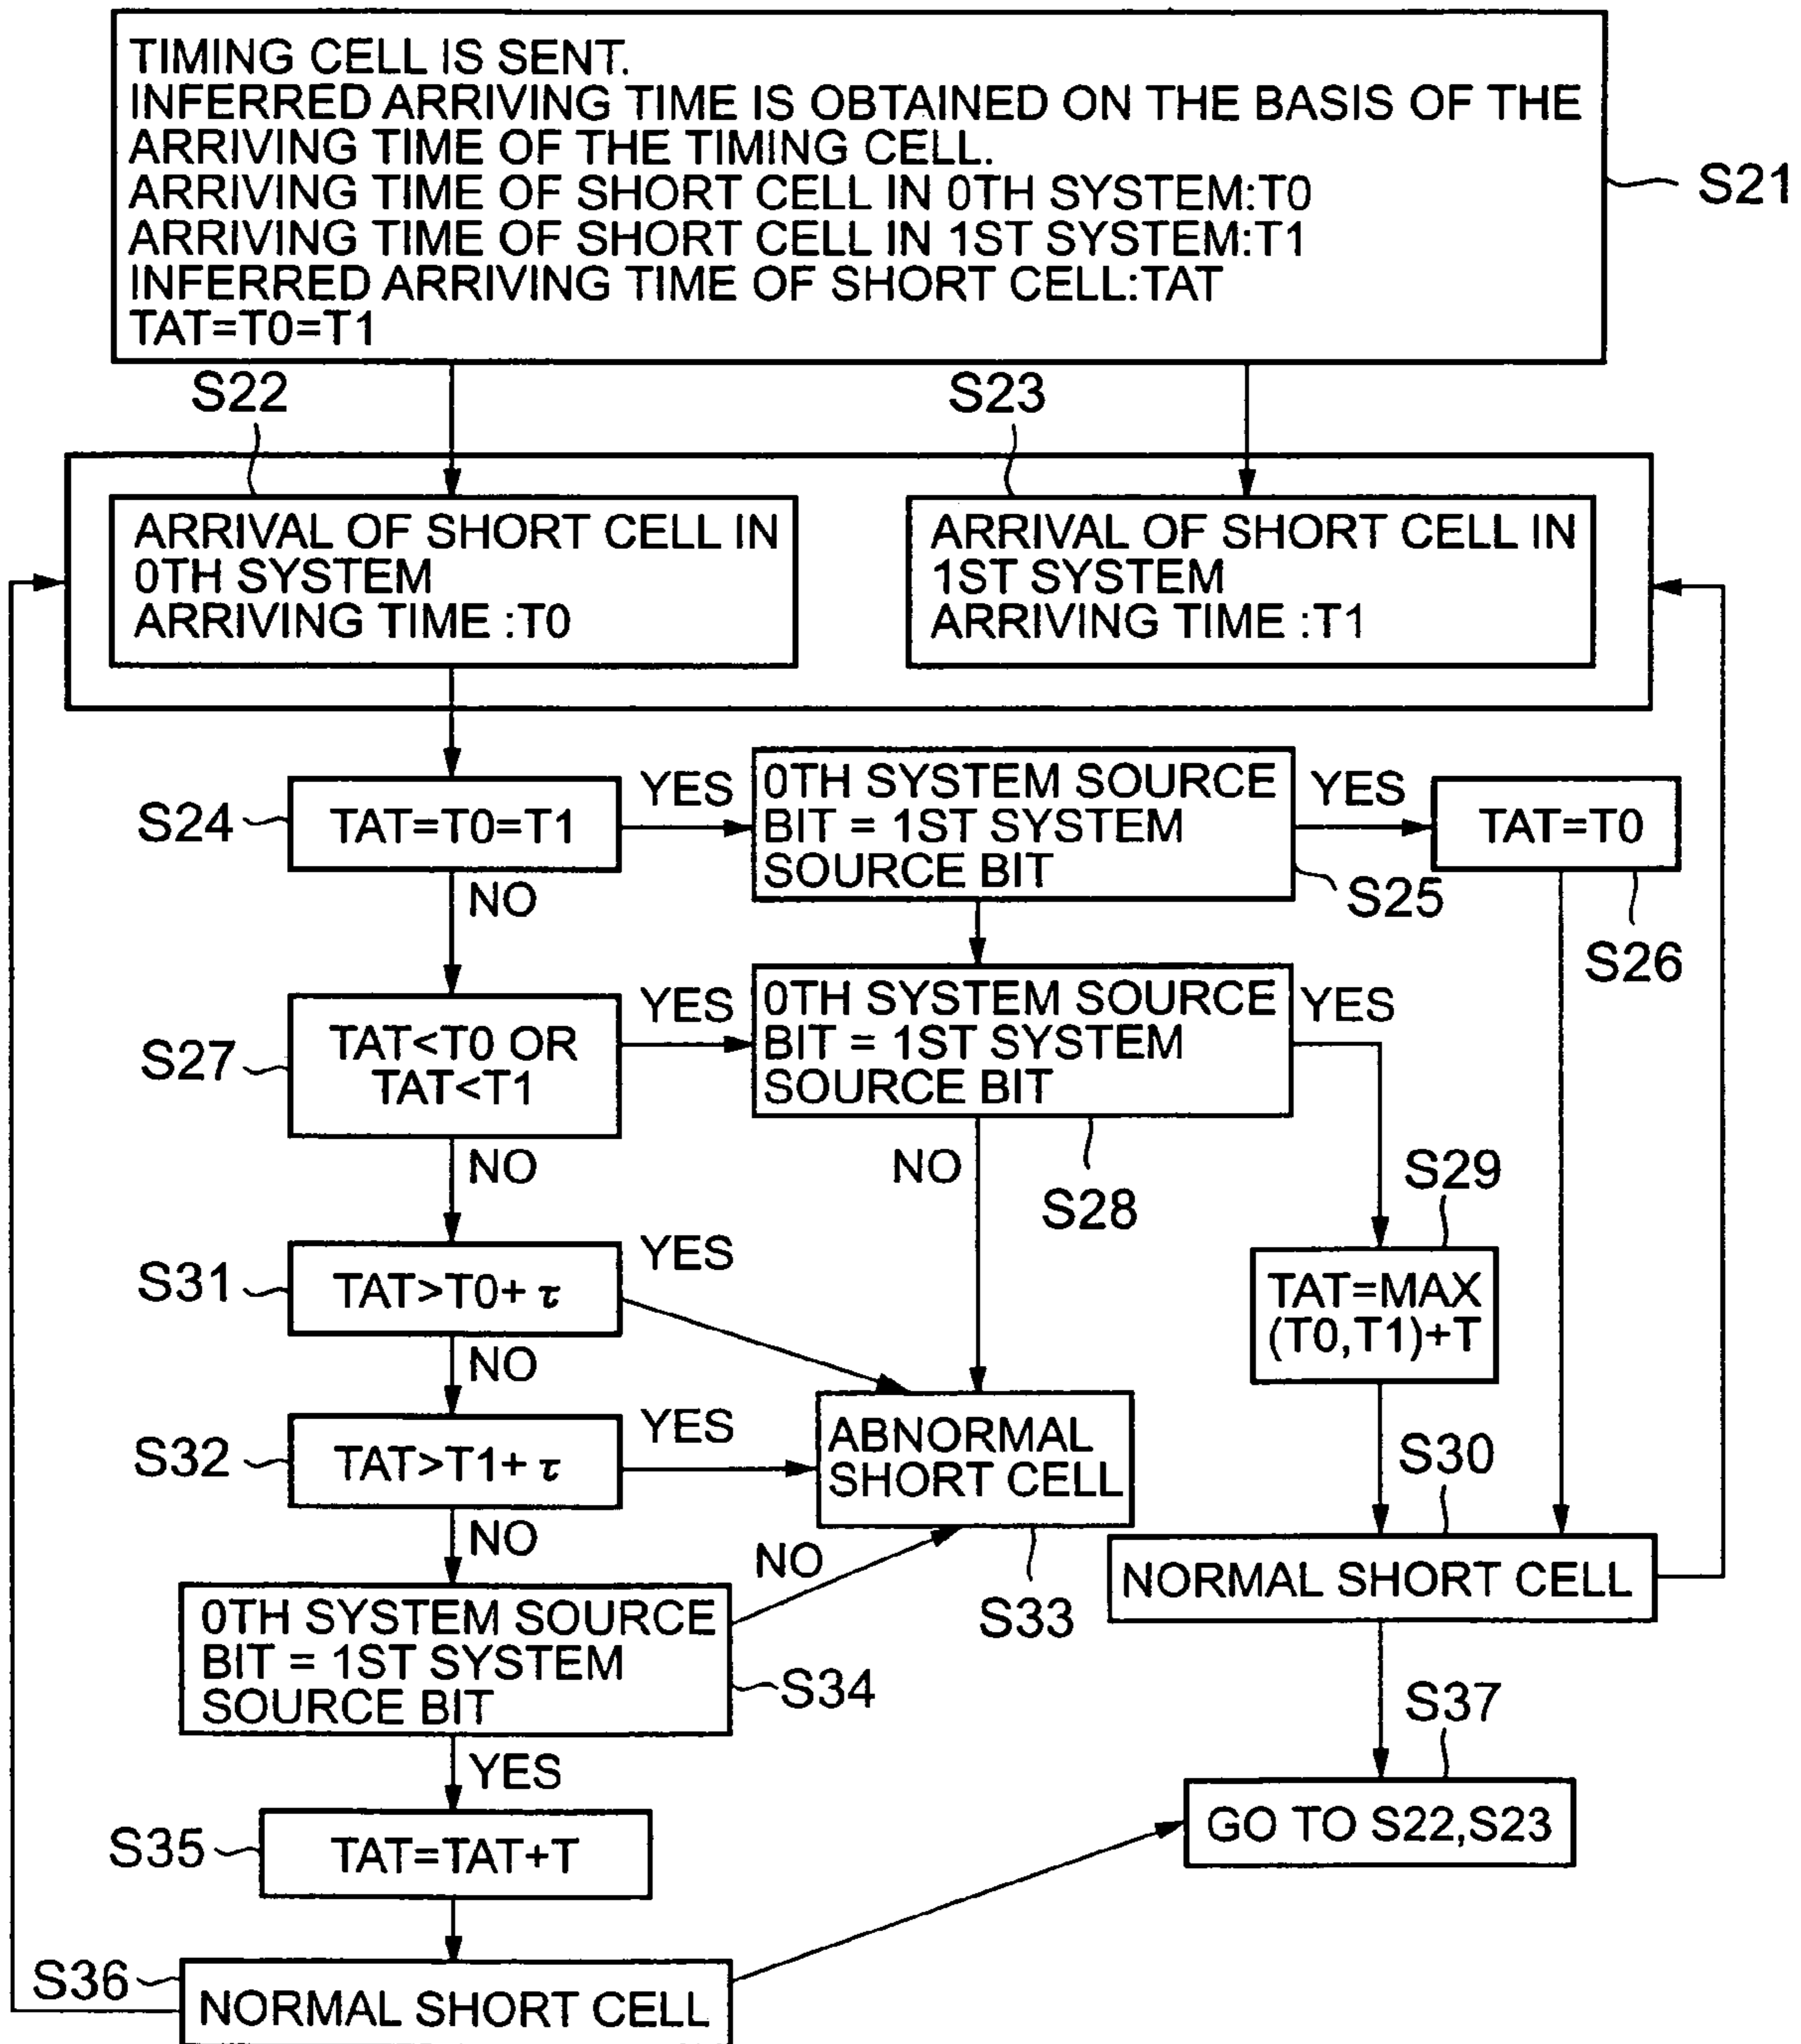 TIMING CELL IS SENT.
INFERRED ARRIVING TIME IS OBTAINED ON THE BASIS OF THE
ARRIVING TIME OF THE TIMING CELL.
ARRIVING TIME OF SHORT CELL IN 0TH SYSTEM:T0
ARRIVING TIME OF SHORT CELL IN 1ST SYSTEM:T1
INFERRED ARRIVING TIME OF SHORT CELL:TAT
TAT=T0=T1
S21
S22
S23
ARRIVAL OF SHORT CELL IN
0TH SYSTEM
ARRIVING TIME :T0
ARRIVAL OF SHORT CELL IN
1ST SYSTEM
ARRIVING TIME :T1
S24
TAT=T0=T1
YES
NO
0TH SYSTEM SOURCE
BIT = 1ST SYSTEM
SOURCE BIT
YES
S25
TAT=T0
S26
S27
TAT<T0 OR
TAT<T1
YES
NO
0TH SYSTEM SOURCE
BIT = 1ST SYSTEM
SOURCE BIT
YES
NO
S28
S29
TAT=MAX
(T0,T1)+T
S31
TAT>T0+ τ
YES
NO
S32
TAT>T1+ τ
YES
NO
ABNORMAL
SHORT CELL
S33
S30
NORMAL SHORT CELL
0TH SYSTEM SOURCE
BIT = 1ST SYSTEM
SOURCE BIT
NO
S34
YES
S37
GO TO S22,S23
S35
TAT=TAT+T
S36
NORMAL SHORT CELL